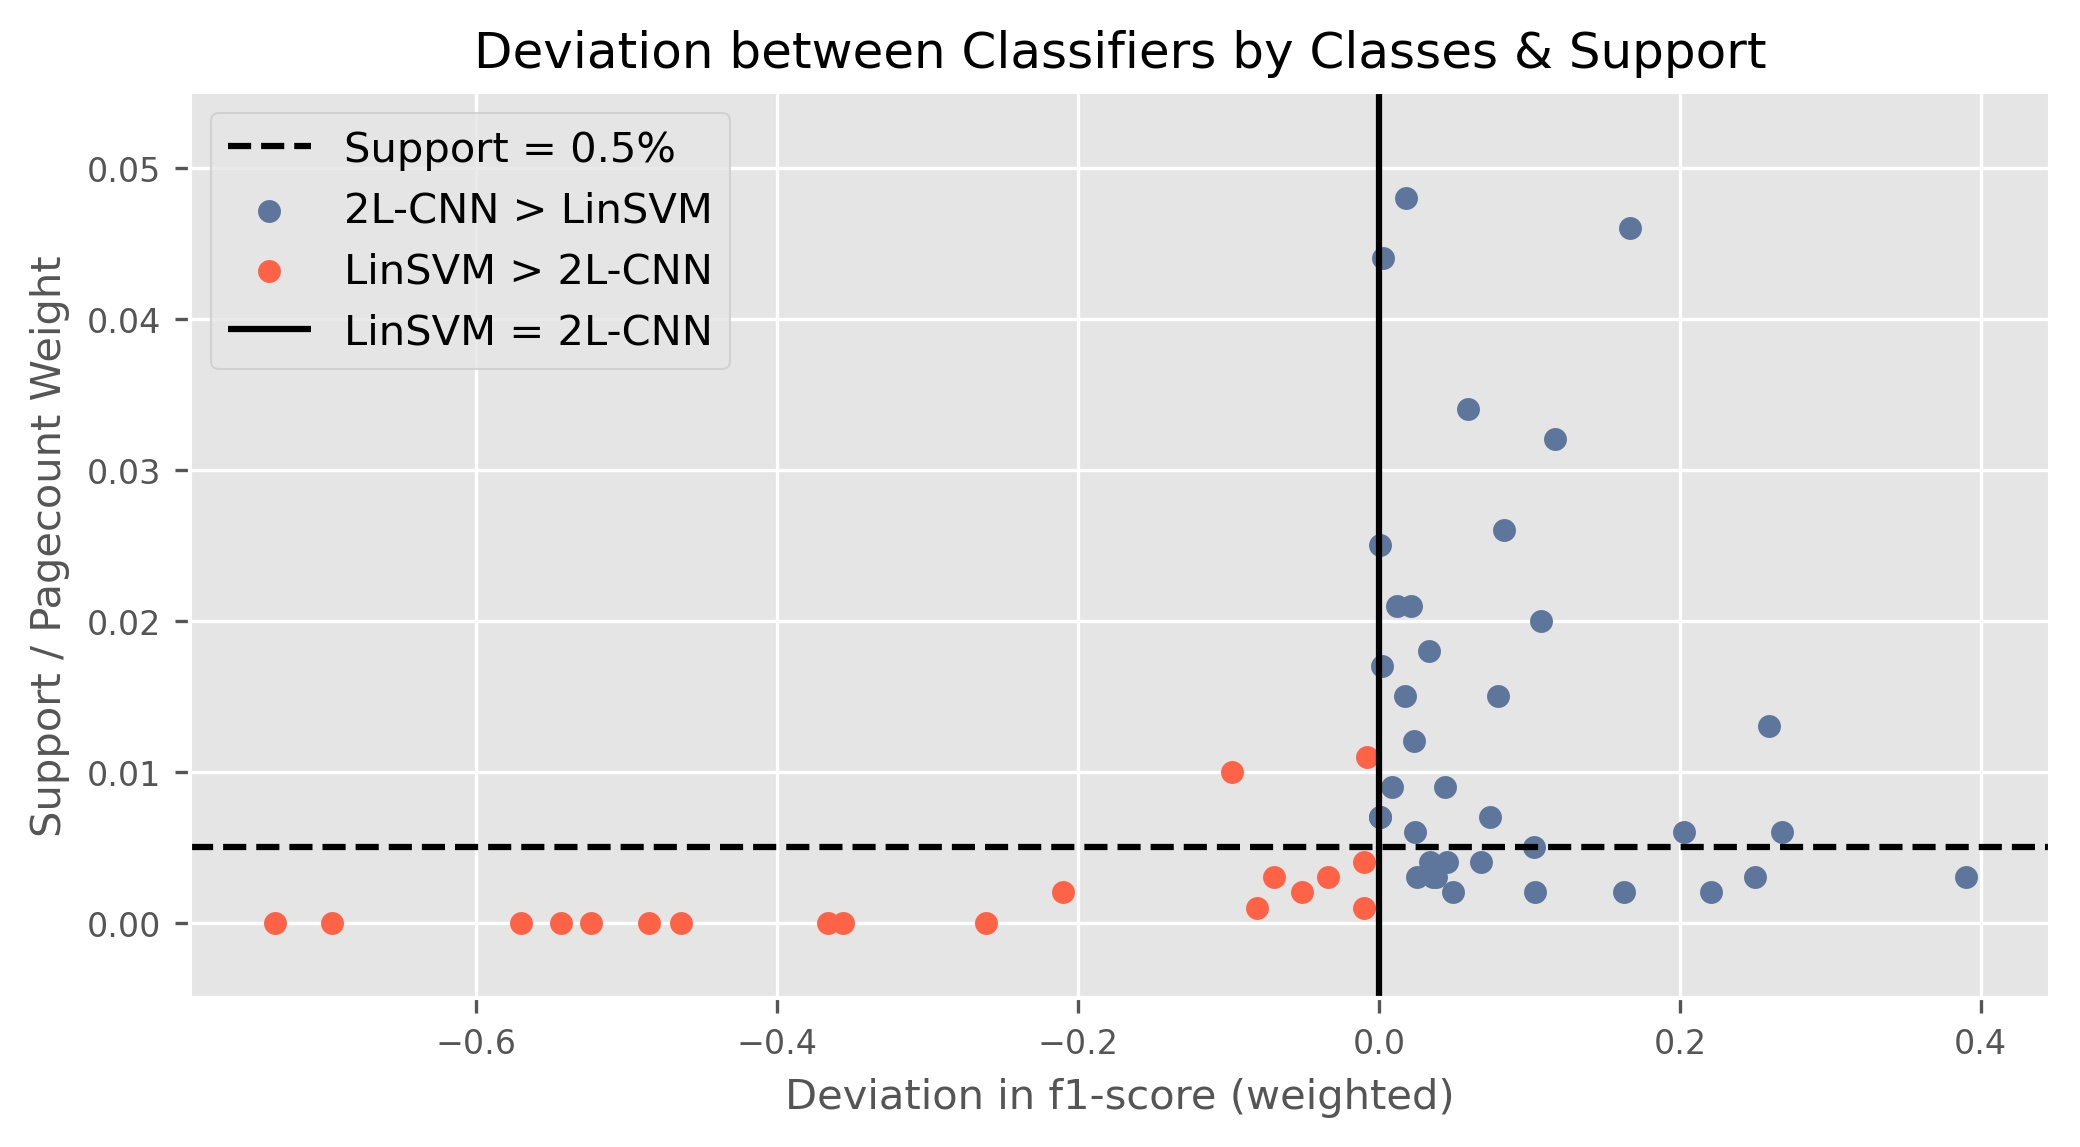 Deviation between Classifiers by Classes & Support
Support = 0.5%
2L-CNN > LinSVM
LinSVM > 2L-CNN
LinSVM = 2L-CNN
Support / Pagecount Weight
0.05
0.04
0.03
0.02
0.01
0.00
−0.6
−0.4
−0.2
0.0
0.2
0.4
Deviation in f1-score (weighted)